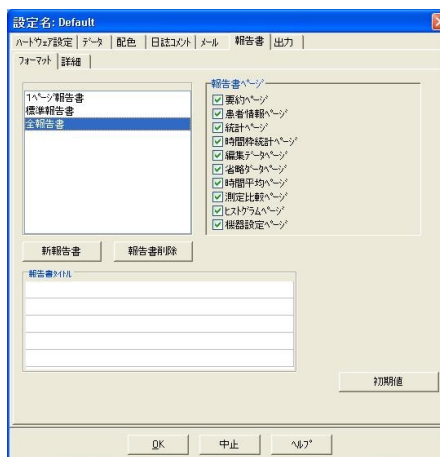 設定名: Default
ﾊｰﾄﾞｳｪｱ設定 ﾃﾞｰﾀ 配色 日誌ｺﾒﾝﾄ ﾒｰﾙ 報告書 出力
ﾌｫｰﾏｯﾄ 詳細
1ﾍﾟｰｼﾞ報告書
標準報告書
全報告書
報告書ﾍﾟｰｼﾞ
要約ﾍﾟｰｼﾞ
患者情報ﾍﾟｰｼﾞ
統計ﾍﾟｰｼﾞ
時間枠統計ﾍﾟｰｼﾞ
編集ﾃﾞｰﾀﾍﾟｰｼﾞ
省略ﾃﾞｰﾀﾍﾟｰｼﾞ
時間平均ﾍﾟｰｼﾞ
測定比較ﾍﾟｰｼﾞ
ﾋｽﾄｸﾞﾗﾑﾍﾟｰｼﾞ
機器設定ﾍﾟｰｼﾞ
新報告書 報告書削除
報告書ﾀｲﾄﾙ
初期値
OK 中止 ﾍﾙﾌﾟ